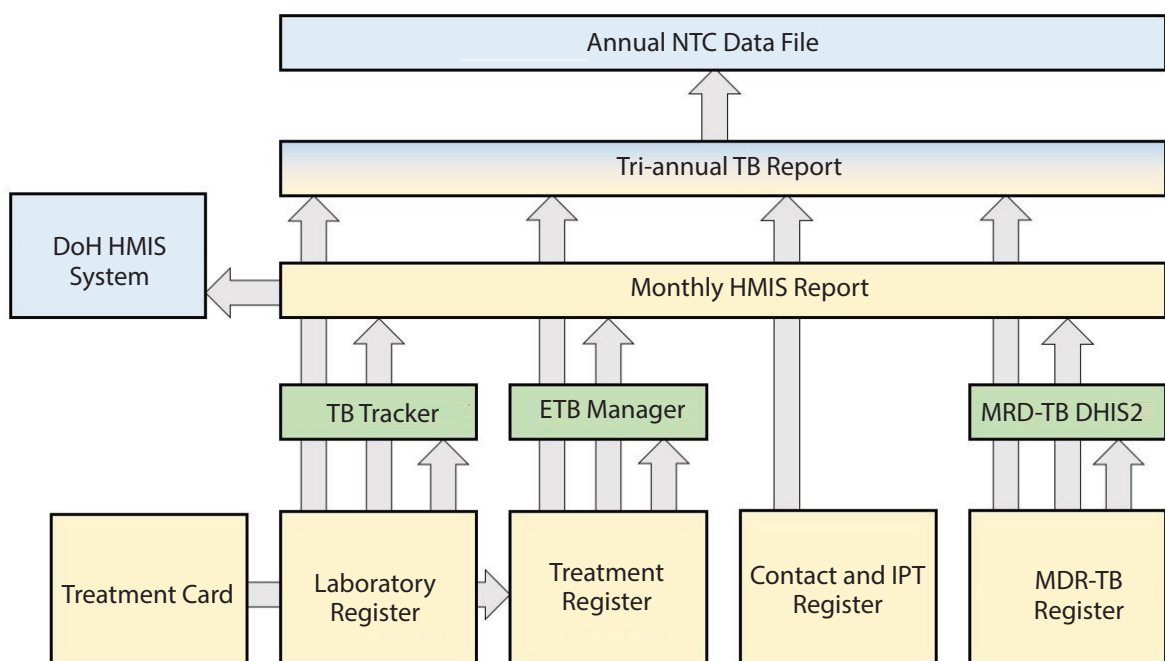 Annual NTC Data File
Tri-annual TB Report
DoH HMIS
System
Monthly HMIS Report
TB Tracker
ETB Manager
MRD-TB DHIS2
Treatment Card
Laboratory
Register
Treatment
Register
Contact and IPT
Register
MDR-TB
Register